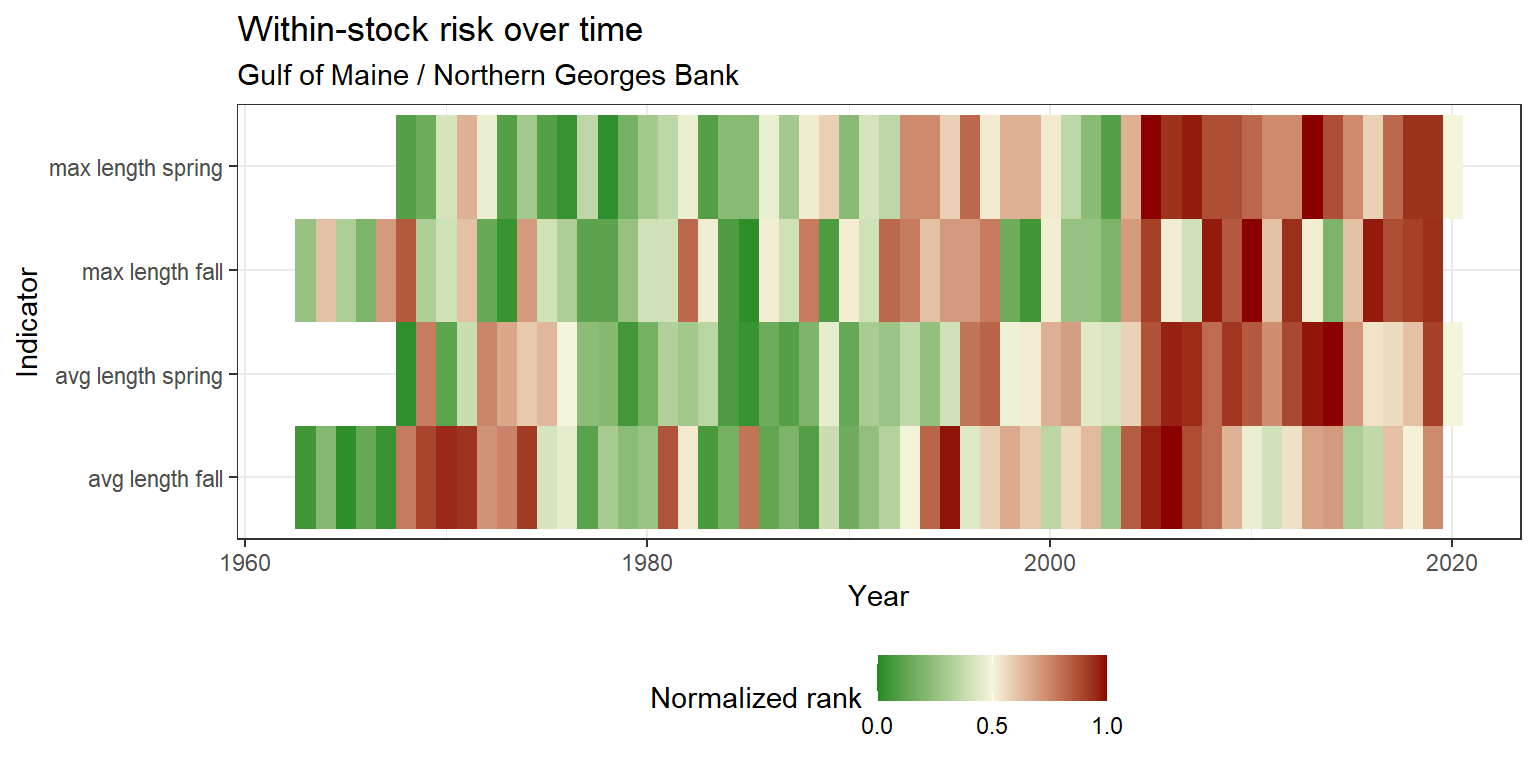 Within-stock risk over time
Gulf of Maine / Northern Georges Bank
Indicator
max length spring
max length fall
avg length spring
avg length fall
1960 1980 2000 2020
Year
Normalized rank
0.0 0.5 1.0